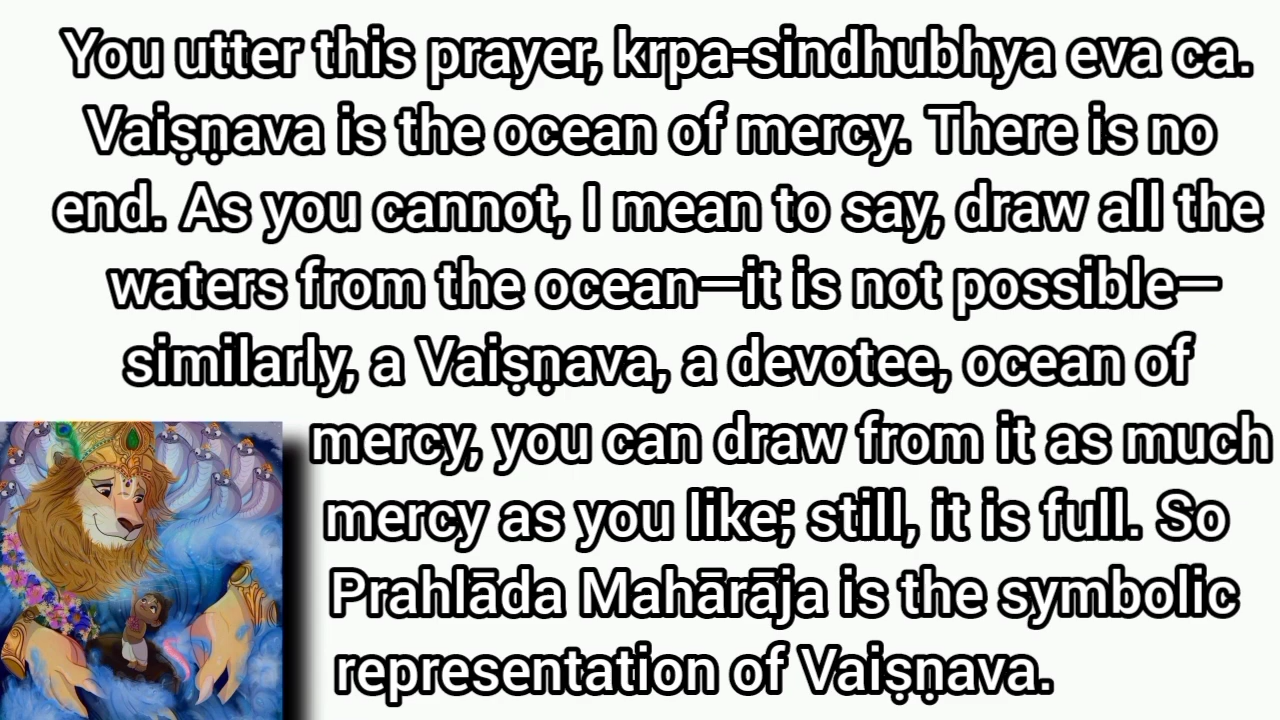 You utter this prayer, krpa-sindhubhya eva ca.
Vaiṣṇava is the ocean of mercy. There is no
end. As you cannot, I mean to say, draw all the
waters from the ocean—it is not possible—
similarly, a Vaiṣṇava, a devotee, ocean of
mercy, you can draw from it as much
mercy as you like; still, it is full. So
Prahlāda Mahārāja is the symbolic
representation of Vaiṣṇava.